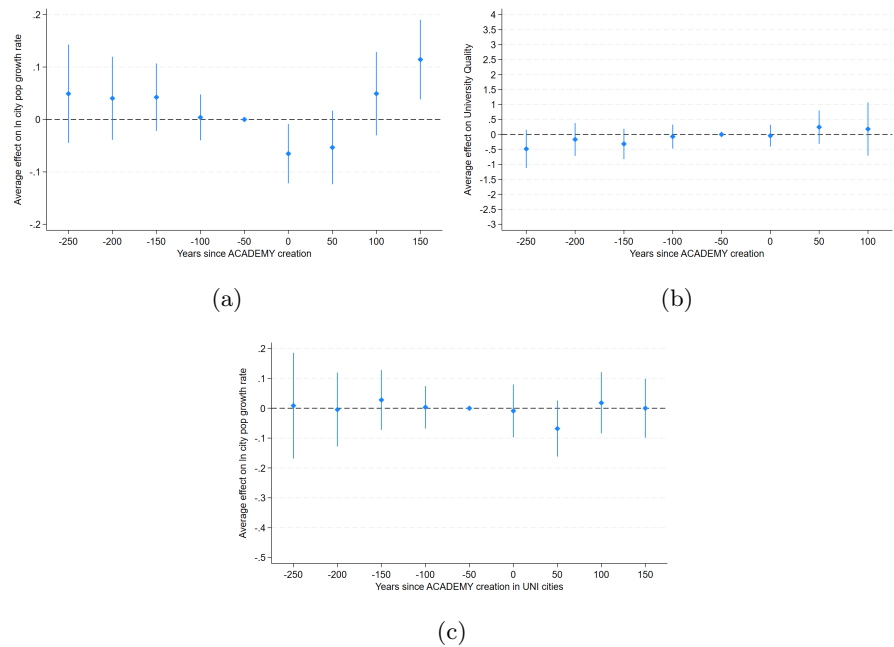 Average effect on ln city pop growth rate
.2
.1
0
-.1
-.2
-250 -200 -150 -100 -50 0 50 100 150
Years since ACADEMY creation
(a)
Average effect on University Quality
4
3.5
3
2.5
2
1.5
1
.5
0
-.5
-1
-1.5
-2
-2.5
-3
-250 -200 -150 -100 -50 0 50 100
Years since ACADEMY creation
(b)
Average effect on ln city pop growth rate
.2
.1
0
-.1
-.2
-.3
-.4
-.5
-250 -200 -150 -100 -50 0 50 100 150
Years since ACADEMY creation in UNI cities
(c)